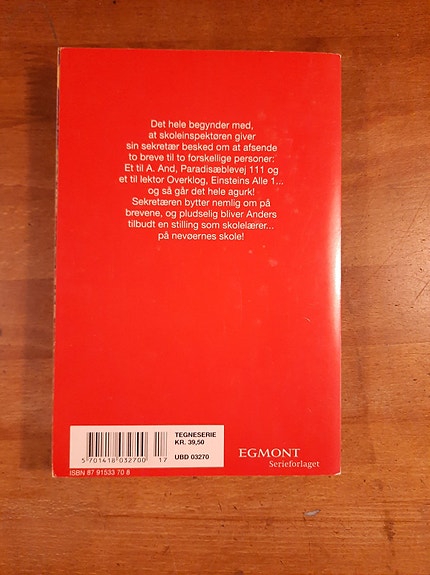 Det hele begynder med,
at skoleinspektøren giver
sin sekretær besked om at afsende
to breve til to forskellige personer:
Et til A. And, Paradisæblevej 111 og
et til lektor Overklog, Einsteins Alle 1...
og så går det hele agurk!
Sekretæren bytter nemlig om på
brevene, og pludselig bliver Anders
tilbudt en stilling som skolelærer...
på nevøernes skole!
TEGNESERIE
KR. 39,50
UBD 03270
5 701418 032700 17
ISBN 87 91533 70 8
EGMONT
Serieforlaget